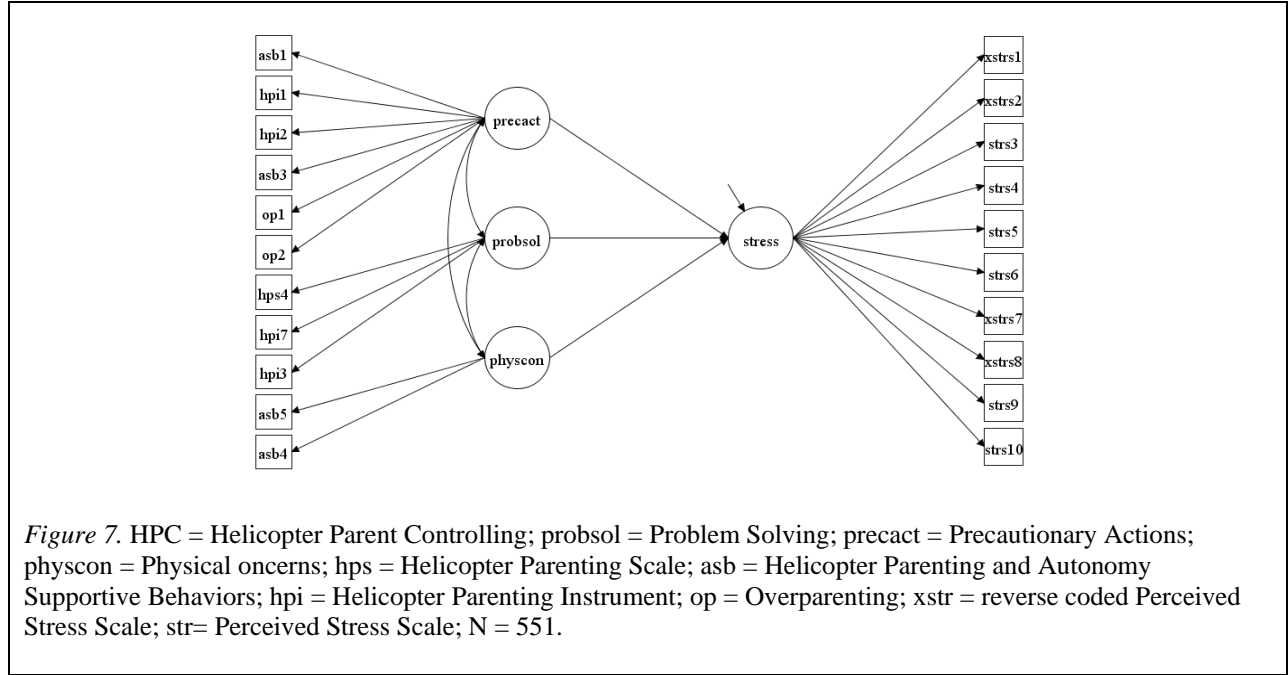 asb1
hpi1
hpi2
asb3
op1
op2
hps4
hpi7
hpi3
asb5
asb4
precact
probsol
physcon
stress
xstrs1
xstrs2
strs3
strs4
strs5
strs6
xstrs7
xstrs8
strs9
strs10
Figure 7. HPC = Helicopter Parent Controlling; probsol = Problem Solving; precact = Precautionary Actions;
physcon = Physical oncerns; hps = Helicopter Parenting Scale; asb = Helicopter Parenting and Autonomy
Supportive Behaviors; hpi = Helicopter Parenting Instrument; op = Overparenting; xstr = reverse coded Perceived
Stress Scale; str= Perceived Stress Scale; N = 551.